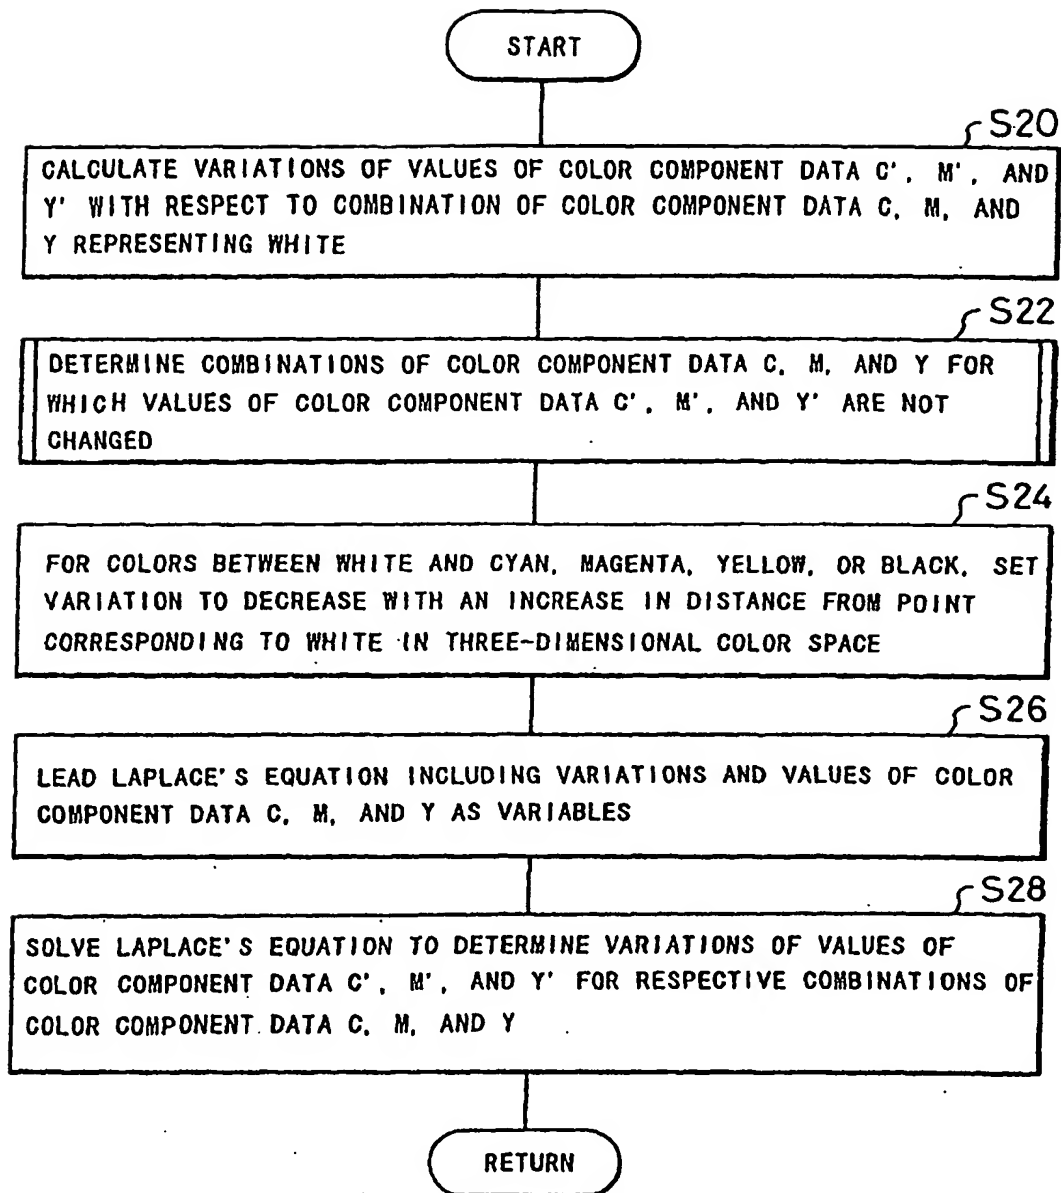 START
S20
CALCULATE VARIATIONS OF VALUES OF COLOR COMPONENT DATA C', M', AND
Y' WITH RESPECT TO COMBINATION OF COLOR COMPONENT DATA C, M, AND
Y REPRESENTING WHITE
S22
DETERMINE COMBINATIONS OF COLOR COMPONENT DATA C, M, AND Y FOR
WHICH VALUES OF COLOR COMPONENT DATA C', M', AND Y' ARE NOT
CHANGED
S24
FOR COLORS BETWEEN WHITE AND CYAN, MAGENTA, YELLOW, OR BLACK, SET
VARIATION TO DECREASE WITH AN INCREASE IN DISTANCE FROM POINT
CORRESPONDING TO WHITE IN THREE-DIMENSIONAL COLOR SPACE
S26
LEAD LAPLACE'S EQUATION INCLUDING VARIATIONS AND VALUES OF COLOR
COMPONENT DATA C, M, AND Y AS VARIABLES
S28
SOLVE LAPLACE'S EQUATION TO DETERMINE VARIATIONS OF VALUES OF
COLOR COMPONENT DATA C', M', AND Y' FOR RESPECTIVE COMBINATIONS OF
COLOR COMPONENT DATA C, M, AND Y
RETURN